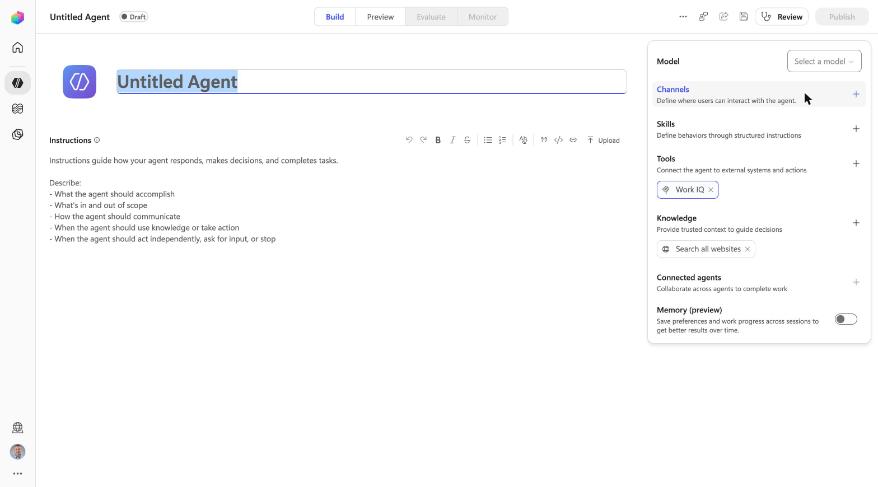 Untitled Agent
Draft
Build
Preview
Evaluate
Monitor
Review
Publish
Untitled Agent
Model
Select a model
Channels
Define where users can interact with the agent.
Skills
Define behaviors through structured instructions
Tools
Connect the agent to external systems and actions
Work IQ
Knowledge
Provide trusted context to guide decisions
Search all websites
Connected agents
Collaborate across agents to complete work
Memory (preview)
Save preferences and work progress across sessions to
get better results over time.
Instructions
Upload
Instructions guide how your agent responds, makes decisions, and completes tasks.
Describe:
- What the agent should accomplish
- What's in and out of scope
- How the agent should communicate
- When the agent should use knowledge or take action
- When the agent should act independently, ask for input, or stop